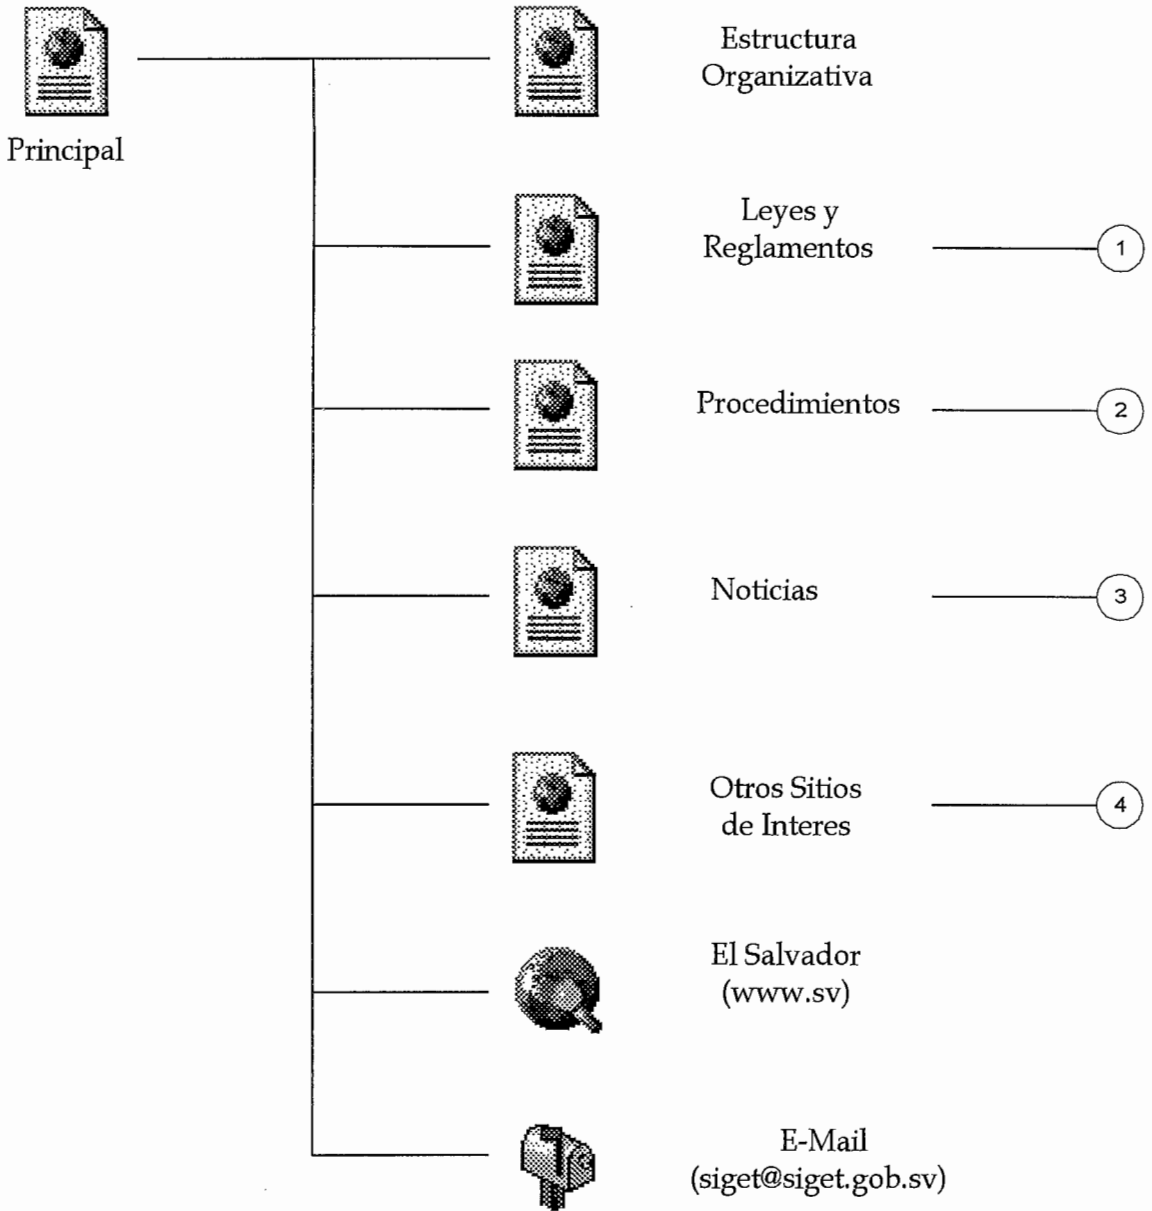 Principal
Estructura
Organizativa
Leyes y
Reglamentos
1
Procedimientos
2
Noticias
3
Otros Sitios
de Interes
4
El Salvador
(www.sv)
E-Mail
(siget@siget.gob.sv)